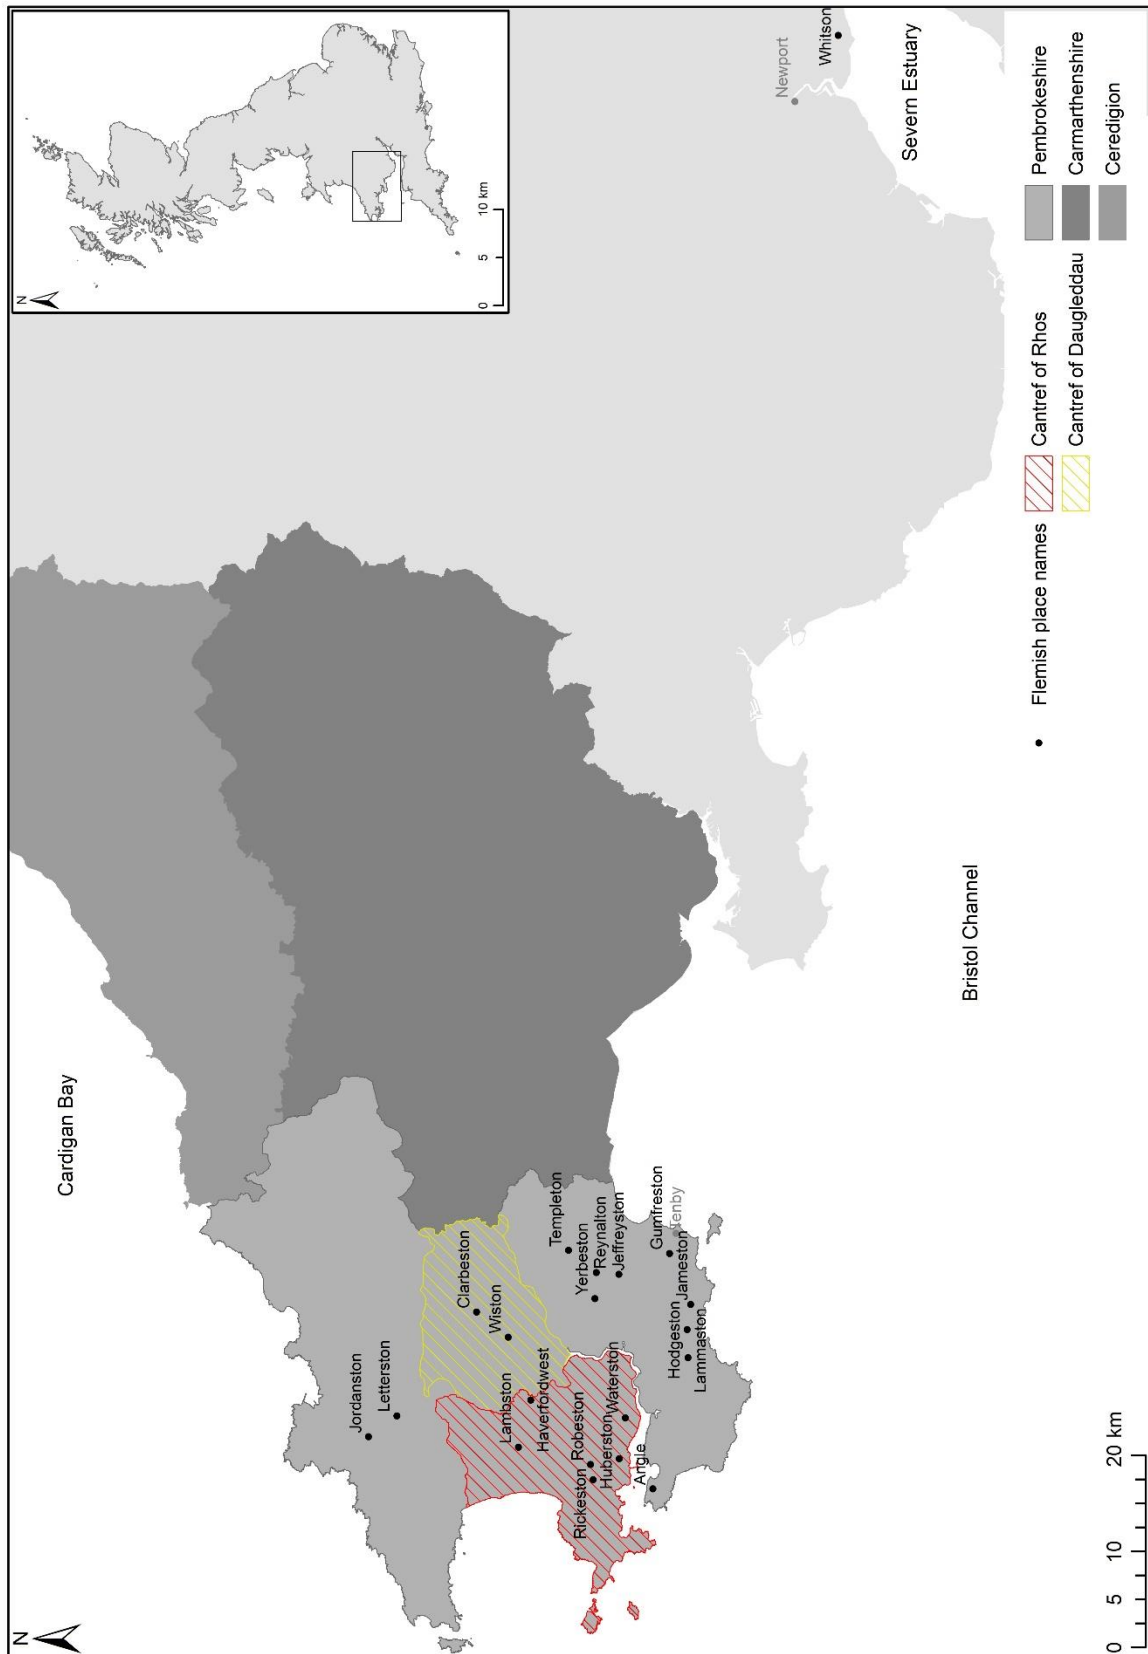 N
Cardigan Bay
N
0 5 10 km
Jordanston
Letterston
Clarbeston
Wiston
Lambston
Haverfordwest
Templeton
Yerbeston
Reynalton
Jeffreyston
Rickeston
Robeston
Huberston
Waterston
Angle
Gumfreston
Tenby
Jameston
Hodgeston
Lammaston
Newport
Whitson
Severn Estuary
Bristol Channel
0 5 10 20 km
Flemish place names
Cantref of Rhos
Cantref of Daugleddau
Pembrokeshire
Carmarthenshire
Ceredigion